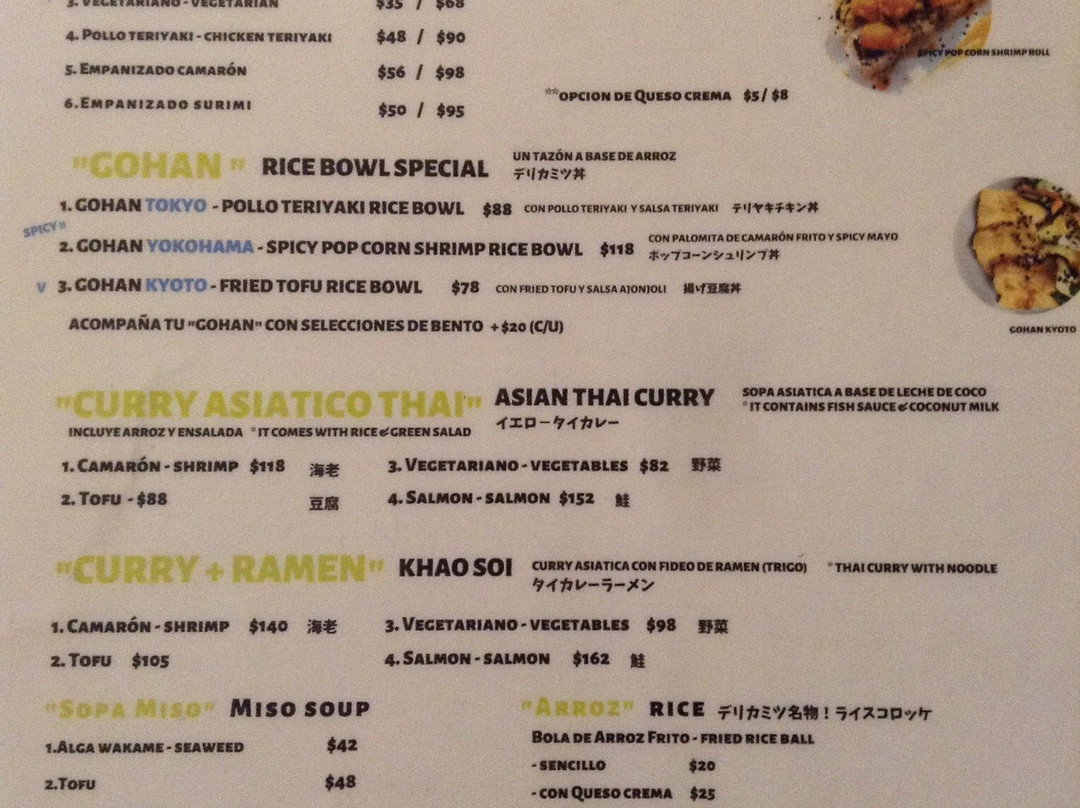 3. VEGETARIANO - VEGETARIAN $35 / $68
4. POLLO TERIYAKI - CHICKEN TERIYAKI $48 / $90
SPICY POP CORN SHRIMP ROLL
5. EMPANIZADO CAMARÓN $56 / $98
**OPCION DE QUESO CREMA $5/ $8
6. EMPANIZADO SURIMI $50 / $95
"GOHAN" RICE BOWL SPECIAL UN TAZÓN A BASE DE ARROZ
デリカミツ丼
1. GOHAN TOKYO - POLLO TERIYAKI RICE BOWL $88 CON POLLO TERIYAKI Y SALSA TERIYAKI テリヤキチキン丼
SPICY "
2. GOHAN YOKOHAMA - SPICY POP CORN SHRIMP RICE BOWL $118 CON PALOMITA DE CAMARÓN FRITO Y SPICY MAYO
ポップコーンシュリンプ丼
V 3. GOHAN KYOTO - FRIED TOFU RICE BOWL $78 CON FRIED TOFU Y SALSA AJONJOLI 揚げ豆腐丼
ACOMPAÑA TU "GOHAN" CON SELECCIONES DE BENTO + $20 (C/U)
GOHAN KYOTO
"CURRY ASIATICO THAI" ASIAN THAI CURRY SOPA ASIATICA A BASE DE LECHE DE COCO
* IT CONTAINS FISH SAUCE & COCONUT MILK
イエロータイカレー
INCLUYE ARROZ Y ENSALADA * IT COMES WITH RICE & GREEN SALAD
1. CAMARÓN - SHRIMP $118 海老 3. VEGETARIANO - VEGETABLES $82 野菜
2. TOFU - $88 豆腐 4. SALMON - SALMON $152 鮭
"CURRY + RAMEN" KHAO SOI CURRY ASIATICA CON FIDEO DE RAMEN (TRIGO) * THAI CURRY WITH NOODLE
タイカレーラーメン
1. CAMARÓN - SHRIMP $140 海老 3. VEGETARIANO - VEGETABLES $98 野菜
2. TOFU $105 4. SALMON - SALMON $162 鮭
"SOPA MISO" MISO SOUP
1. ALGA WAKAME - SEAWEED $42
2. TOFU $48
"ARROZ" RICE デリカミツ名物！ライスコロッケ
BOLA DE ARROZ FRITO - FRIED RICE BALL
- SENCILLO $20
- CON QUESO CREMA $25